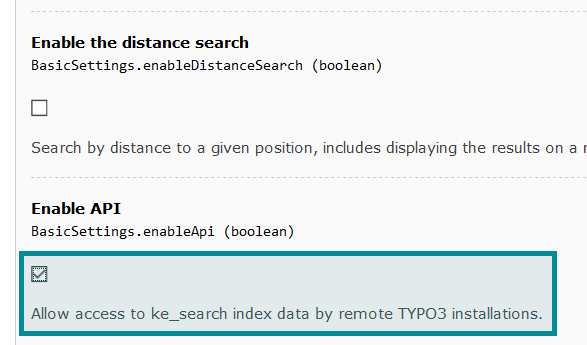 Enable the distance search
BasicSettings.enableDistanceSearch (boolean)
Search by distance to a given position, includes displaying the results on a
Enable API
BasicSettings.enableApi (boolean)
Allow access to ke_search index data by remote TYPO3 installations.